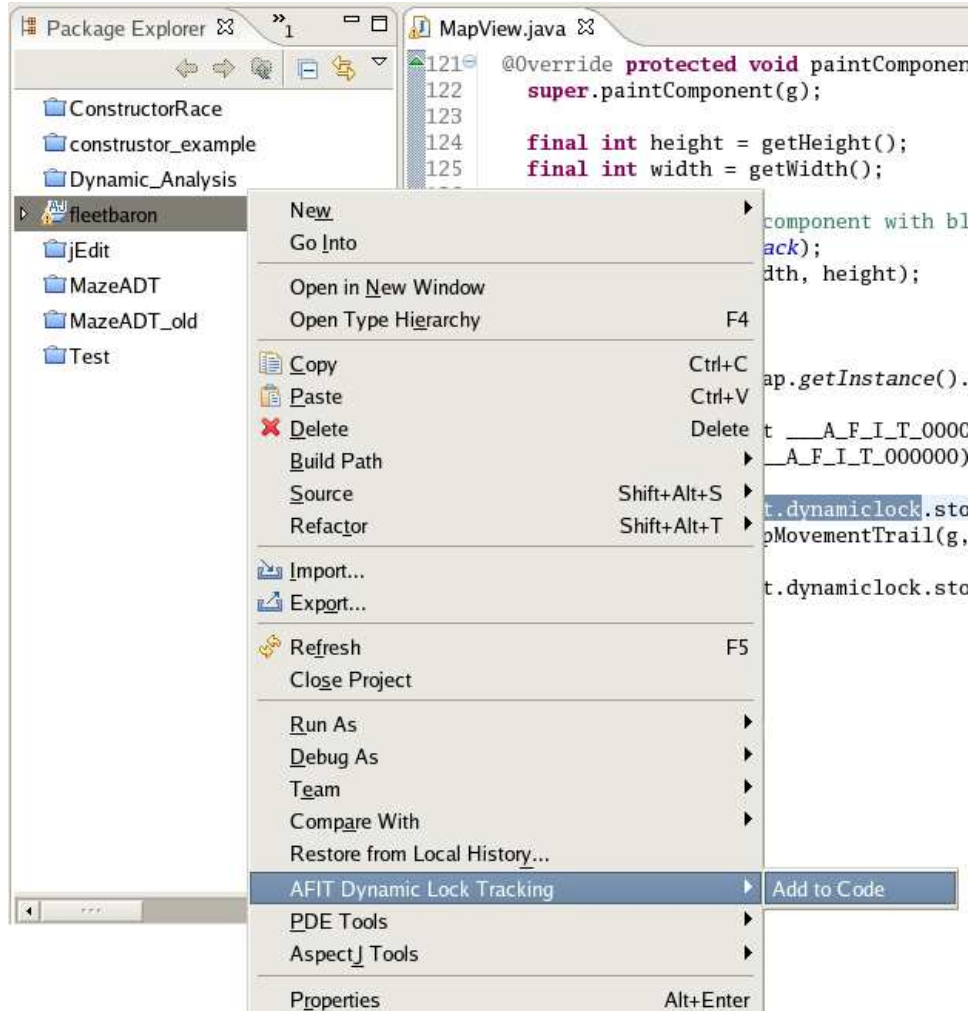 Package Explorer
»1
MapView.java
ConstructorRace
construstor_example
Dynamic_Analysis
fleetbaron
jEdit
MazeADT
MazeADT_old
Test
121 @Override protected void paintComponen
122 super.paintComponent(g);
123
124 final int height = getHeight();
125 final int width = getWidth();
component with bl
ack);
dth, height);
ap.getInstance().
t ___A_F_I_T_0000
__A_F_I_T_000000)
t.dynamiclock.sto
pMovementTrail(g,
t.dynamiclock.sto
New
Go Into
Open in New Window
Open Type Hierarchy F4
Copy Ctrl+C
Paste Ctrl+V
Delete Delete
Build Path
Source Shift+Alt+S
Refactor Shift+Alt+T
Import...
Export...
Refresh F5
Close Project
Run As
Debug As
Team
Compare With
Restore from Local History...
AFIT Dynamic Lock Tracking
Add to Code
PDE Tools
AspectJ Tools
Properties Alt+Enter